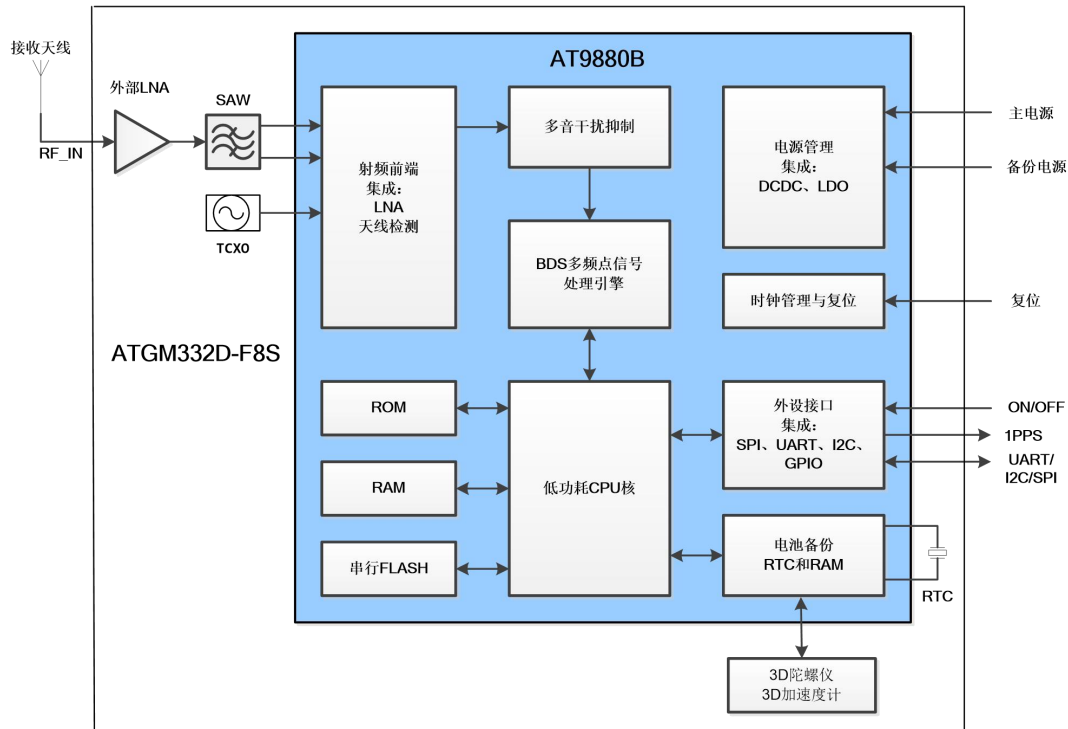 AT9880B
接收天线
外部LNA
RF_IN
SAW
TCXO
ATGM332D-F8S
射频前端
集成：
LNA
天线检测
多音干扰抑制
BDS多频点信号
处理引擎
电源管理
集成：
DCDC、LDO
时钟管理与复位
主电源
备份电源
复位
ROM
RAM
串行FLASH
低功耗CPU核
外设接口
集成：
SPI、UART、I2C、
GPIO
ON/OFF
1PPS
UART/
I2C/SPI
电池备份
RTC和RAM
RTC
3D陀螺仪
3D加速度计